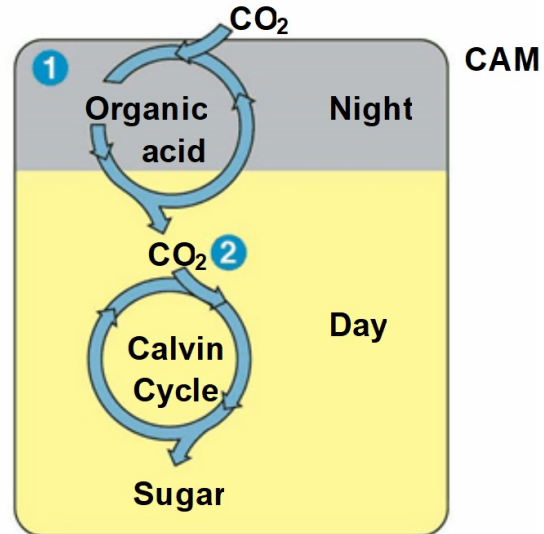 CO₂
CAM
1
Organic
acid
Night
CO₂ 2
Day
Calvin
Cycle
Sugar